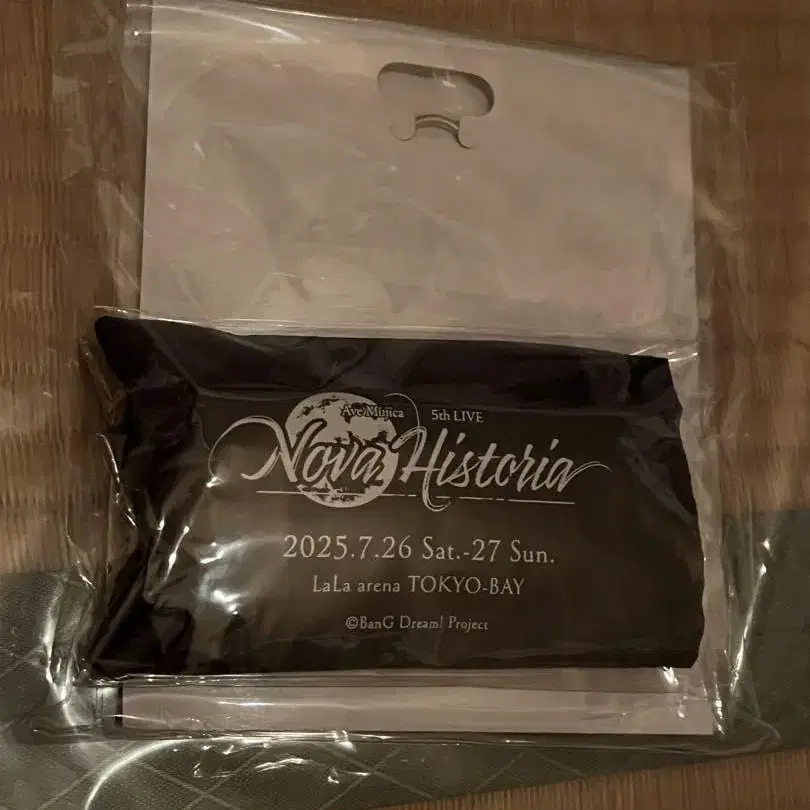 Ave Mujica 5th LIVE
Nova Historia
2025.7.26 Sat.-27 Sun.
LaLa arena TOKYO-BAY
©BanG Dream! Project